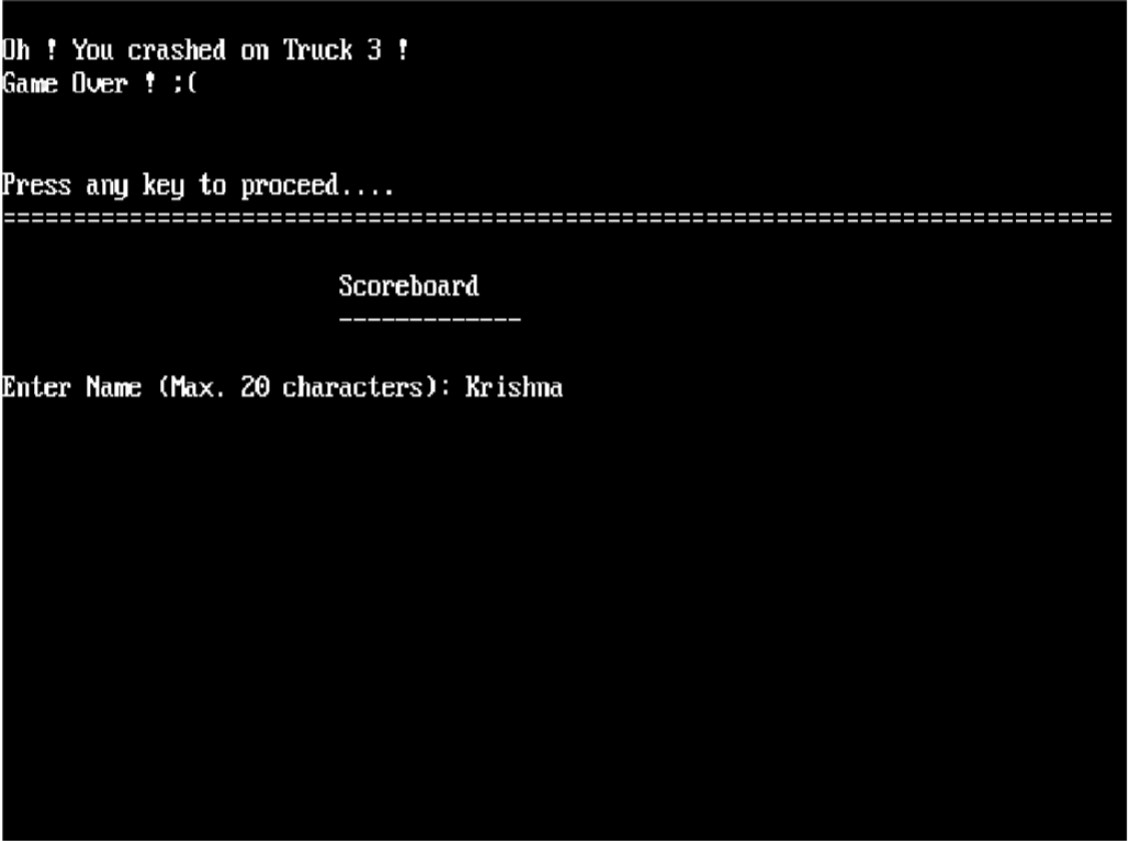 Oh ! You crashed on Truck 3 !
Game Over ! ;(
Press any key to proceed....
===============================================================================
Scoreboard
-------------
Enter Name (Max. 20 characters): Krishna